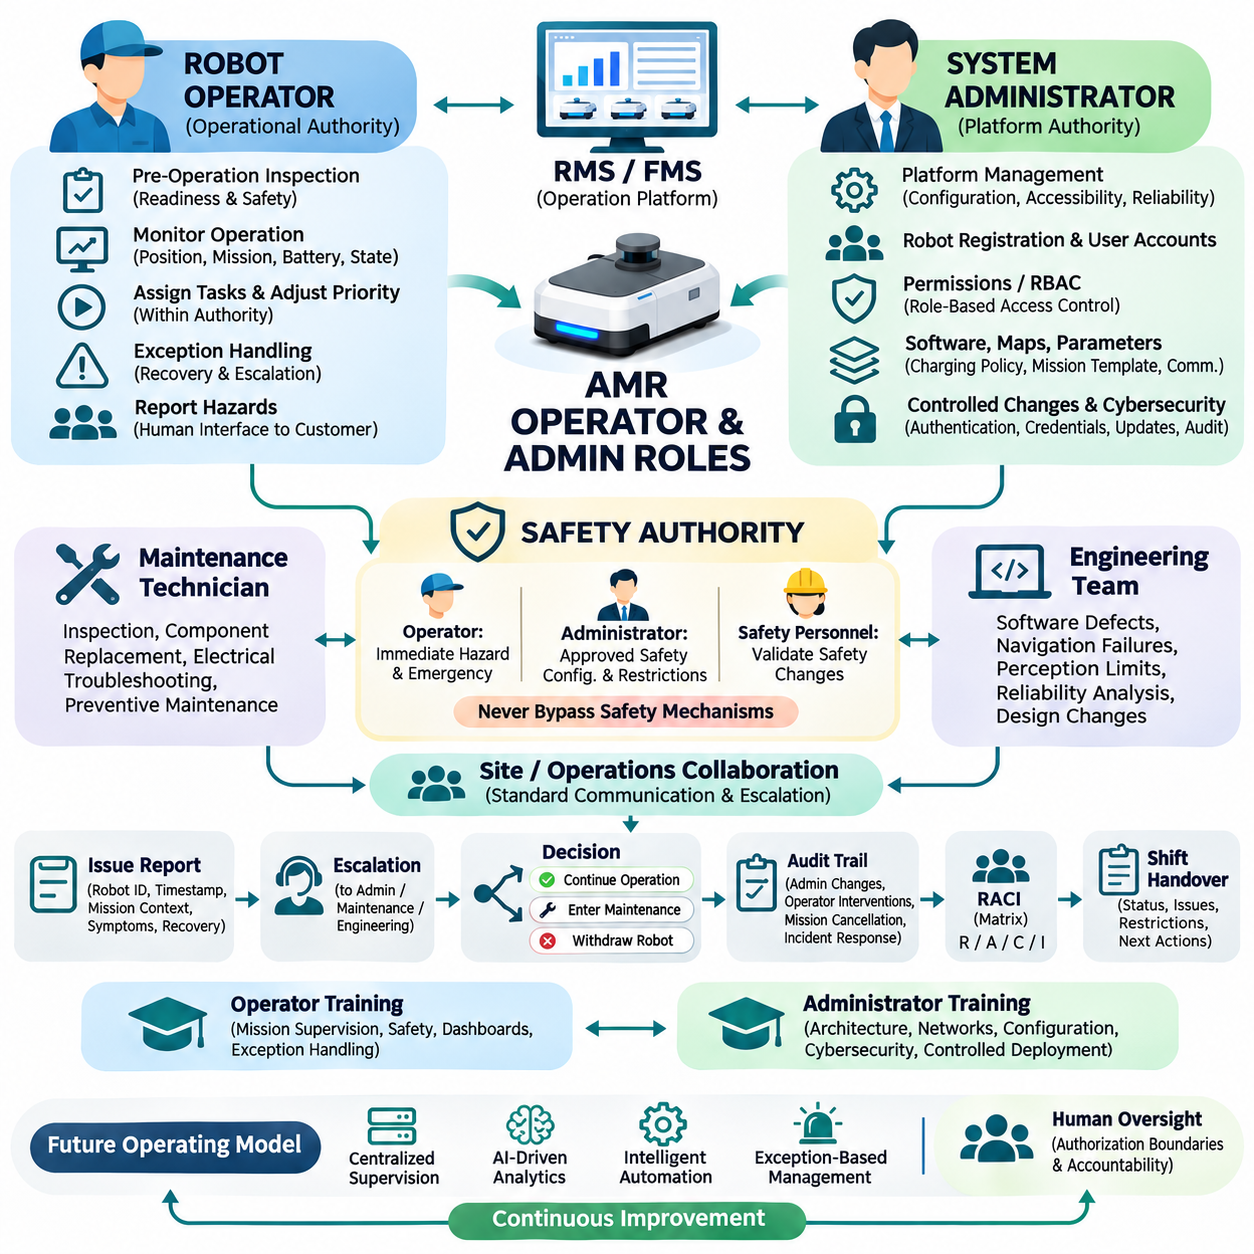 ROBOT
OPERATOR
(Operational Authority)
Pre-Operation Inspection
(Readiness & Safety)
Monitor Operation
(Position, Mission, Battery, State)
Assign Tasks & Adjust Priority
(Within Authority)
Exception Handling
(Recovery & Escalation)
Report Hazards
(Human Interface to Customer)
RMS / FMS
(Operation Platform)
AMR
OPERATOR &
ADMIN ROLES
SYSTEM
ADMINISTRATOR
(Platform Authority)
Platform Management
(Configuration, Accessibility, Reliability)
Robot Registration & User Accounts
Permissions / RBAC
(Role-Based Access Control)
Software, Maps, Parameters
(Charging Policy, Mission Template, Comm.)
Controlled Changes & Cybersecurity
(Authentication, Credentials, Updates, Audit)
Maintenance
Technician
Inspection, Component
Replacement, Electrical
Troubleshooting,
Preventive Maintenance
SAFETY AUTHORITY
Operator:
Immediate Hazard
& Emergency
Administrator:
Approved Safety
Config. & Restrictions
Safety Personnel:
Validate Safety
Changes
Never Bypass Safety Mechanisms
</>
Engineering
Team
Software Defects,
Navigation Failures,
Perception Limits,
Reliability Analysis,
Design Changes
Site / Operations Collaboration
(Standard Communication & Escalation)
Issue Report
(Robot ID, Timestamp,
Mission Context,
Symptoms, Recovery)
Escalation
(to Admin /
Maintenance /
Engineering)
Decision
Continue Operation
Enter Maintenance
Withdraw Robot
Audit Trail
(Admin Changes,
Operator Interventions,
Mission Cancellation,
Incident Response)
RACI
(Matrix)
R / A / C / I
Shift
Handover
(Status, Issues,
Restrictions,
Next Actions)
Operator Training
(Mission Supervision, Safety, Dashboards,
Exception Handling)
Administrator Training
(Architecture, Networks, Configuration,
Cybersecurity, Controlled Deployment)
Future Operating Model
Centralized
Supervision
AI-Driven
Analytics
Intelligent
Automation
Exception-Based
Management
Human Oversight
(Authorization Boundaries
& Accountability)
Continuous Improvement